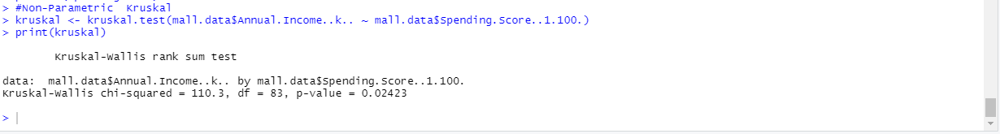 > #Non-Parametric  Kruskal
> kruskal <- kruskal.test(mall.data$Annual.Income..k.. ~ mall.data$Spending.Score..1.100.)
> print(kruskal)
Kruskal-Wallis rank sum test
data:  mall.data$Annual.Income..k.. by mall.data$Spending.Score..1.100.
Kruskal-Wallis chi-squared = 110.3, df = 83, p-value = 0.02423
>